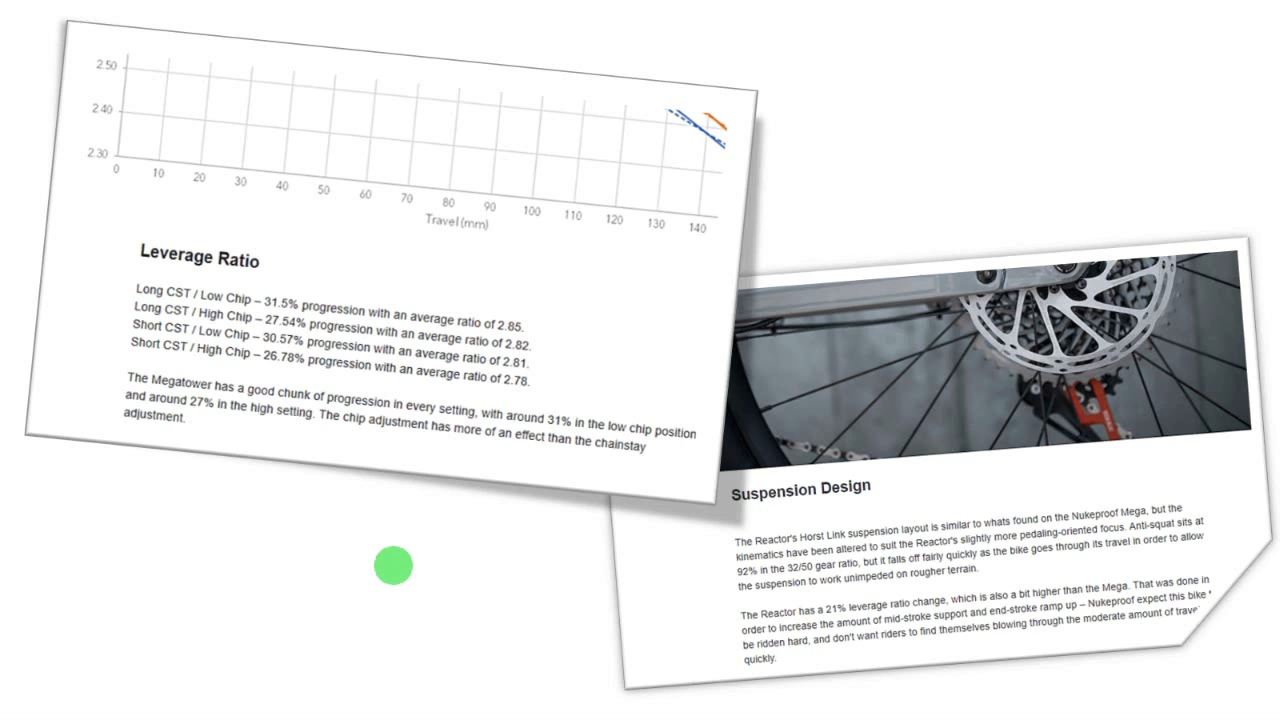 2.50
2.40
2.30
0 10 20 30 40 50 60 70 80 90 100 110 120 130 140
Travel (mm)
Leverage Ratio
Long CST / Low Chip – 31.5% progression with an average ratio of 2.85.
Long CST / High Chip – 27.54% progression with an average ratio of 2.82.
Short CST / Low Chip – 30.57% progression with an average ratio of 2.81.
Short CST / High Chip – 26.78% progression with an average ratio of 2.78.
The Megatower has a good chunk of progression in every setting, with around 31% in the low chip position
and around 27% in the high setting. The chip adjustment has more of an effect than the chainstay
adjustment.
Suspension Design
The Reactor's Horst Link suspension layout is similar to whats found on the Nukeproof Mega, but the
kinematics have been altered to suit the Reactor's slightly more pedaling-oriented focus. Anti-squat sits at
92% in the 32/50 gear ratio, but it falls off fairly quickly as the bike goes through its travel in order to allow
the suspension to work unimpeded on rougher terrain.
The Reactor has a 21% leverage ratio change, which is also a bit higher than the Mega. That was done in
order to increase the amount of mid-stroke support and end-stroke ramp up – Nukeproof expect this bike
be ridden hard, and don't want riders to find themselves blowing through the moderate amount of trave
quickly.